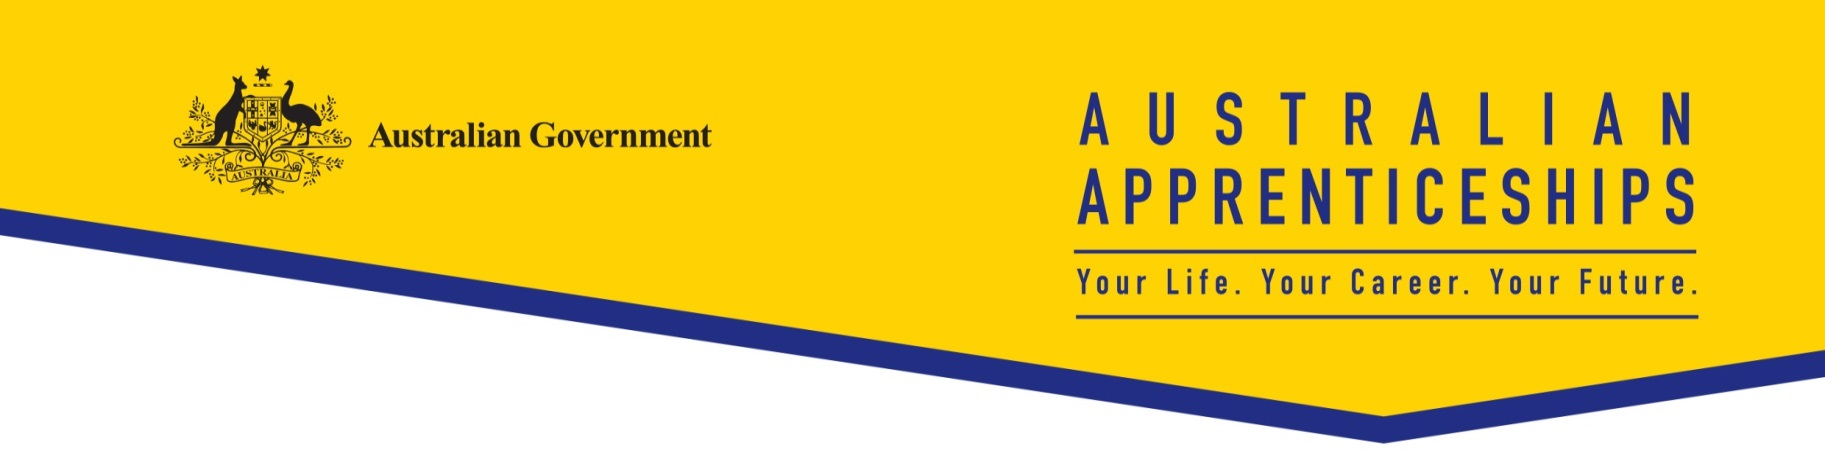 AUSTRALIA
Australian Government
AUSTRALIAN
APPRENTICESHIPS
Your Life. Your Career. Your Future.